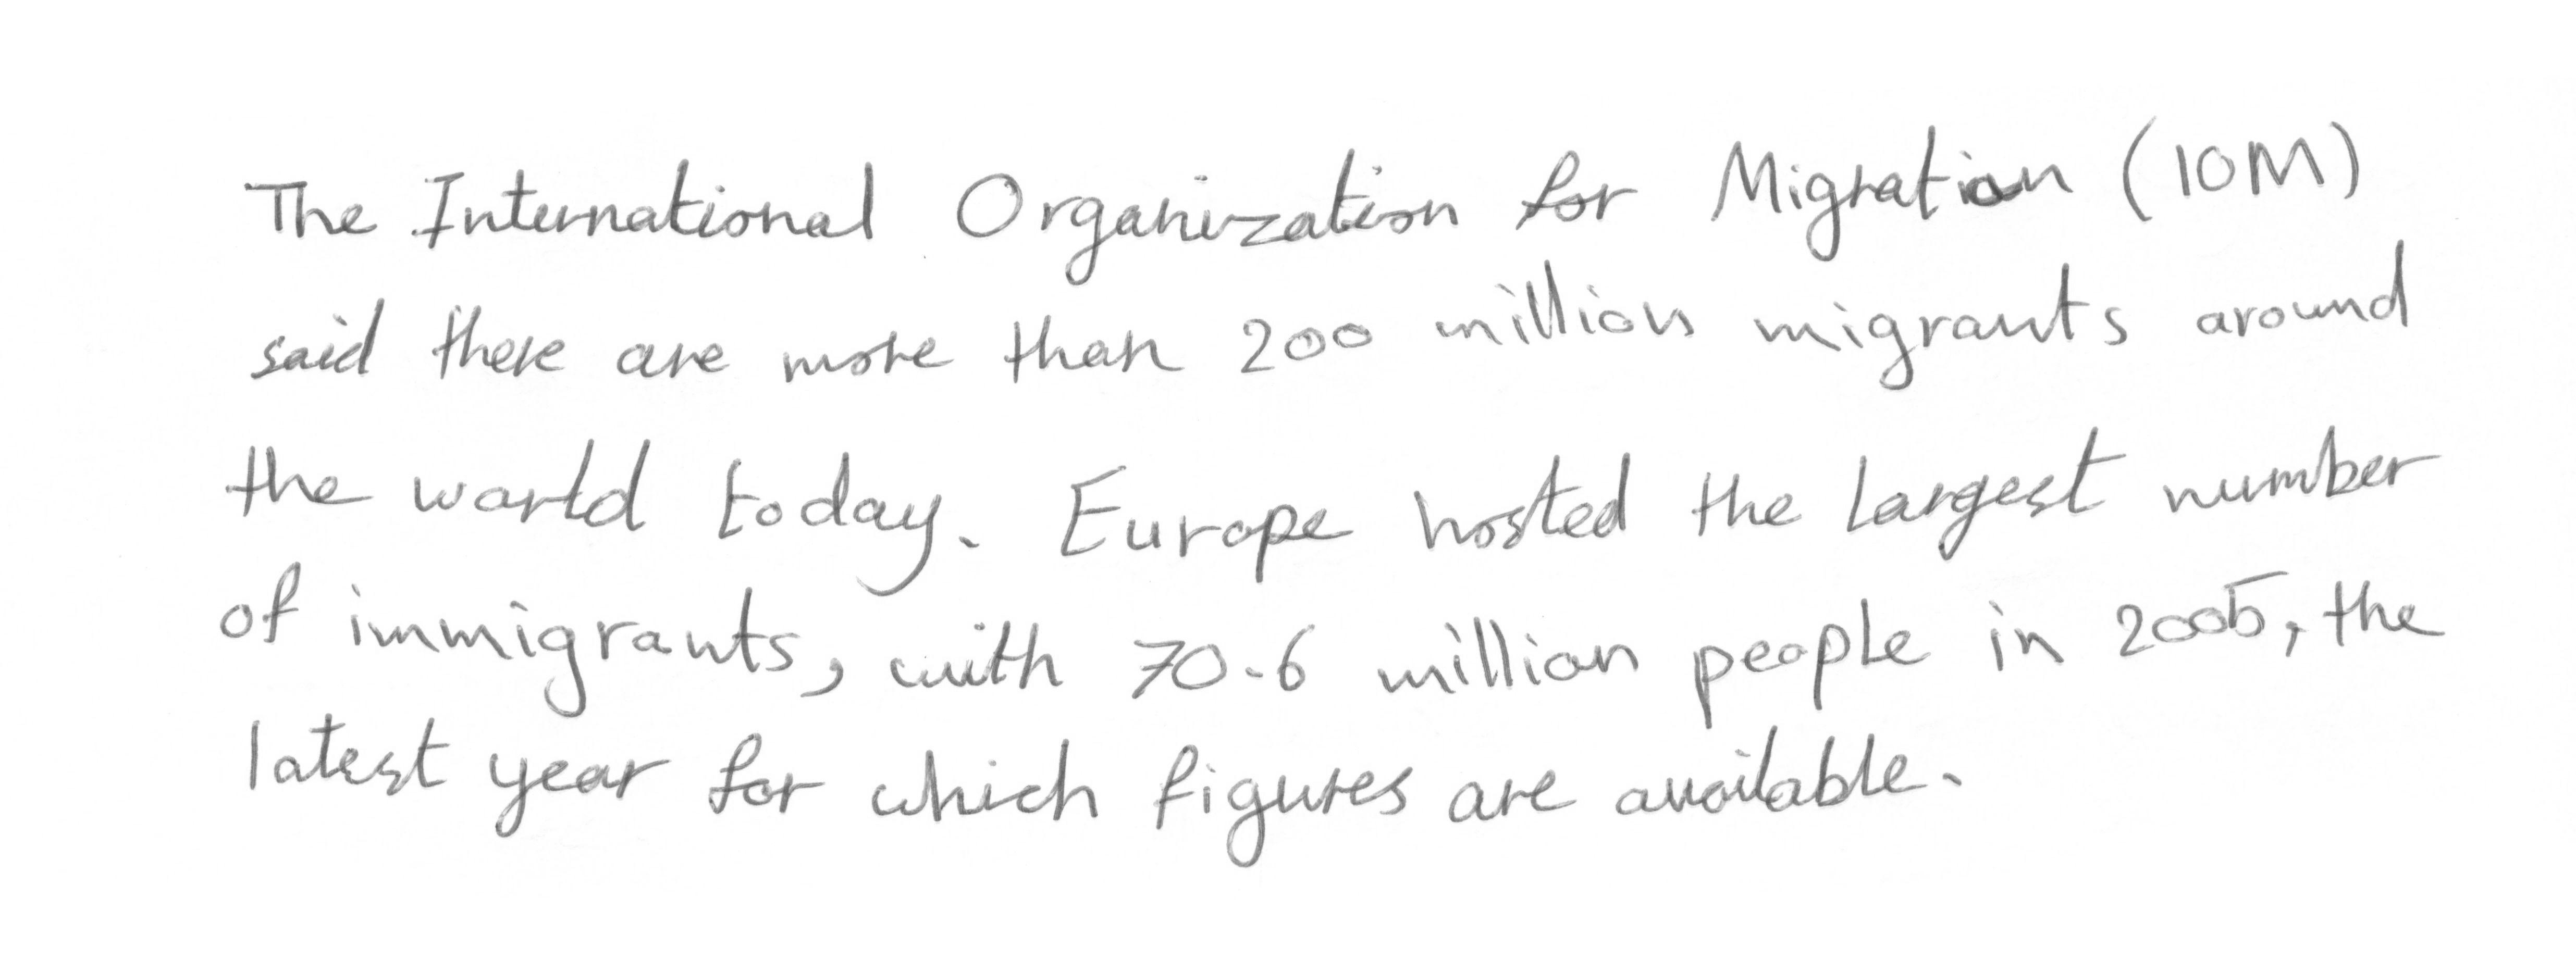 The International Organization for Migration (IOM)
said there are more than 200 million migrants around
the world today. Europe hosted the largest number
of immigrants, with 70.6 million people in 2005, the
latest year for which figures are available.